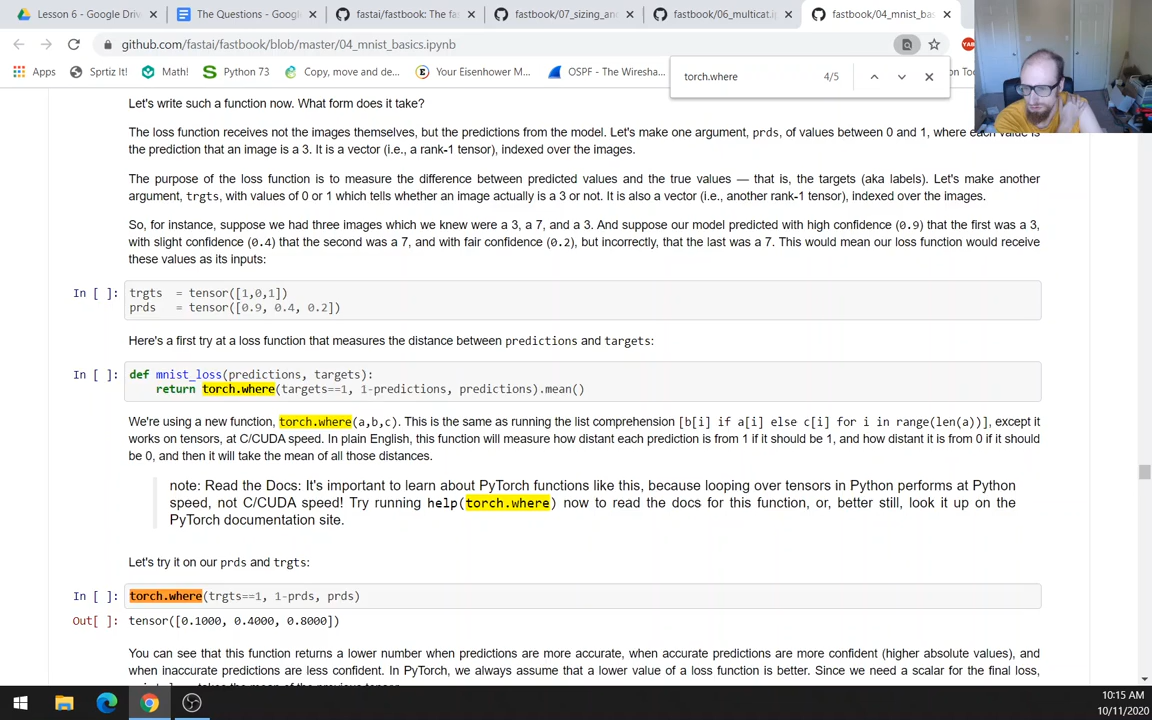 Lesson 6 - Google Driv
The Questions - Google
fastai/fastbook: The fa
fastbook/07_sizing_and
fastbook/06_multicat.ip
fastbook/04_mnist_bas
github.com/fastai/fastbook/blob/master/04_mnist_basics.ipynb
Apps
Sprtiz It!
Math!
Python 73
Copy, move and de...
Your Eisenhower M...
OSPF - The Wiresha...
torch.where
4/5
Let's write such a function now. What form does it take?
The loss function receives not the images themselves, but the predictions from the model. Let's make one argument, prds, of values between 0 and 1, where each value is
the prediction that an image is a 3. It is a vector (i.e., a rank-1 tensor), indexed over the images.
The purpose of the loss function is to measure the difference between predicted values and the true values — that is, the targets (aka labels). Let's make another
argument, trgts, with values of 0 or 1 which tells whether an image actually is a 3 or not. It is also a vector (i.e., another rank-1 tensor), indexed over the images.
So, for instance, suppose we had three images which we knew were a 3, a 7, and a 3. And suppose our model predicted with high confidence (0.9) that the first was a 3,
with slight confidence (0.4) that the second was a 7, and with fair confidence (0.2), but incorrectly, that the last was a 7. This would mean our loss function would receive
these values as its inputs:
In [ ]: trgts = tensor([1,0,1])
prds = tensor([0.9, 0.4, 0.2])
Here's a first try at a loss function that measures the distance between predictions and targets:
In [ ]: def mnist_loss(predictions, targets):
return torch.where(targets==1, 1-predictions, predictions).mean()
We're using a new function, torch.where(a,b,c). This is the same as running the list comprehension [b[i] if a[i] else c[i] for i in range(len(a))], except it
works on tensors, at C/CUDA speed. In plain English, this function will measure how distant each prediction is from 1 if it should be 1, and how distant it is from 0 if it should
be 0, and then it will take the mean of all those distances.
note: Read the Docs: It's important to learn about PyTorch functions like this, because looping over tensors in Python performs at Python
speed, not C/CUDA speed! Try running help(torch.where) now to read the docs for this function, or, better still, look it up on the
PyTorch documentation site.
Let's try it on our prds and trgts:
In [ ]: torch.where(trgts==1, 1-prds, prds)
Out[ ]: tensor([0.1000, 0.4000, 0.8000])
You can see that this function returns a lower number when predictions are more accurate, when accurate predictions are more confident (higher absolute values), and
when inaccurate predictions are less confident. In PyTorch, we always assume that a lower value of a loss function is better. Since we need a scalar for the final loss,
10:15 AM
10/11/2020